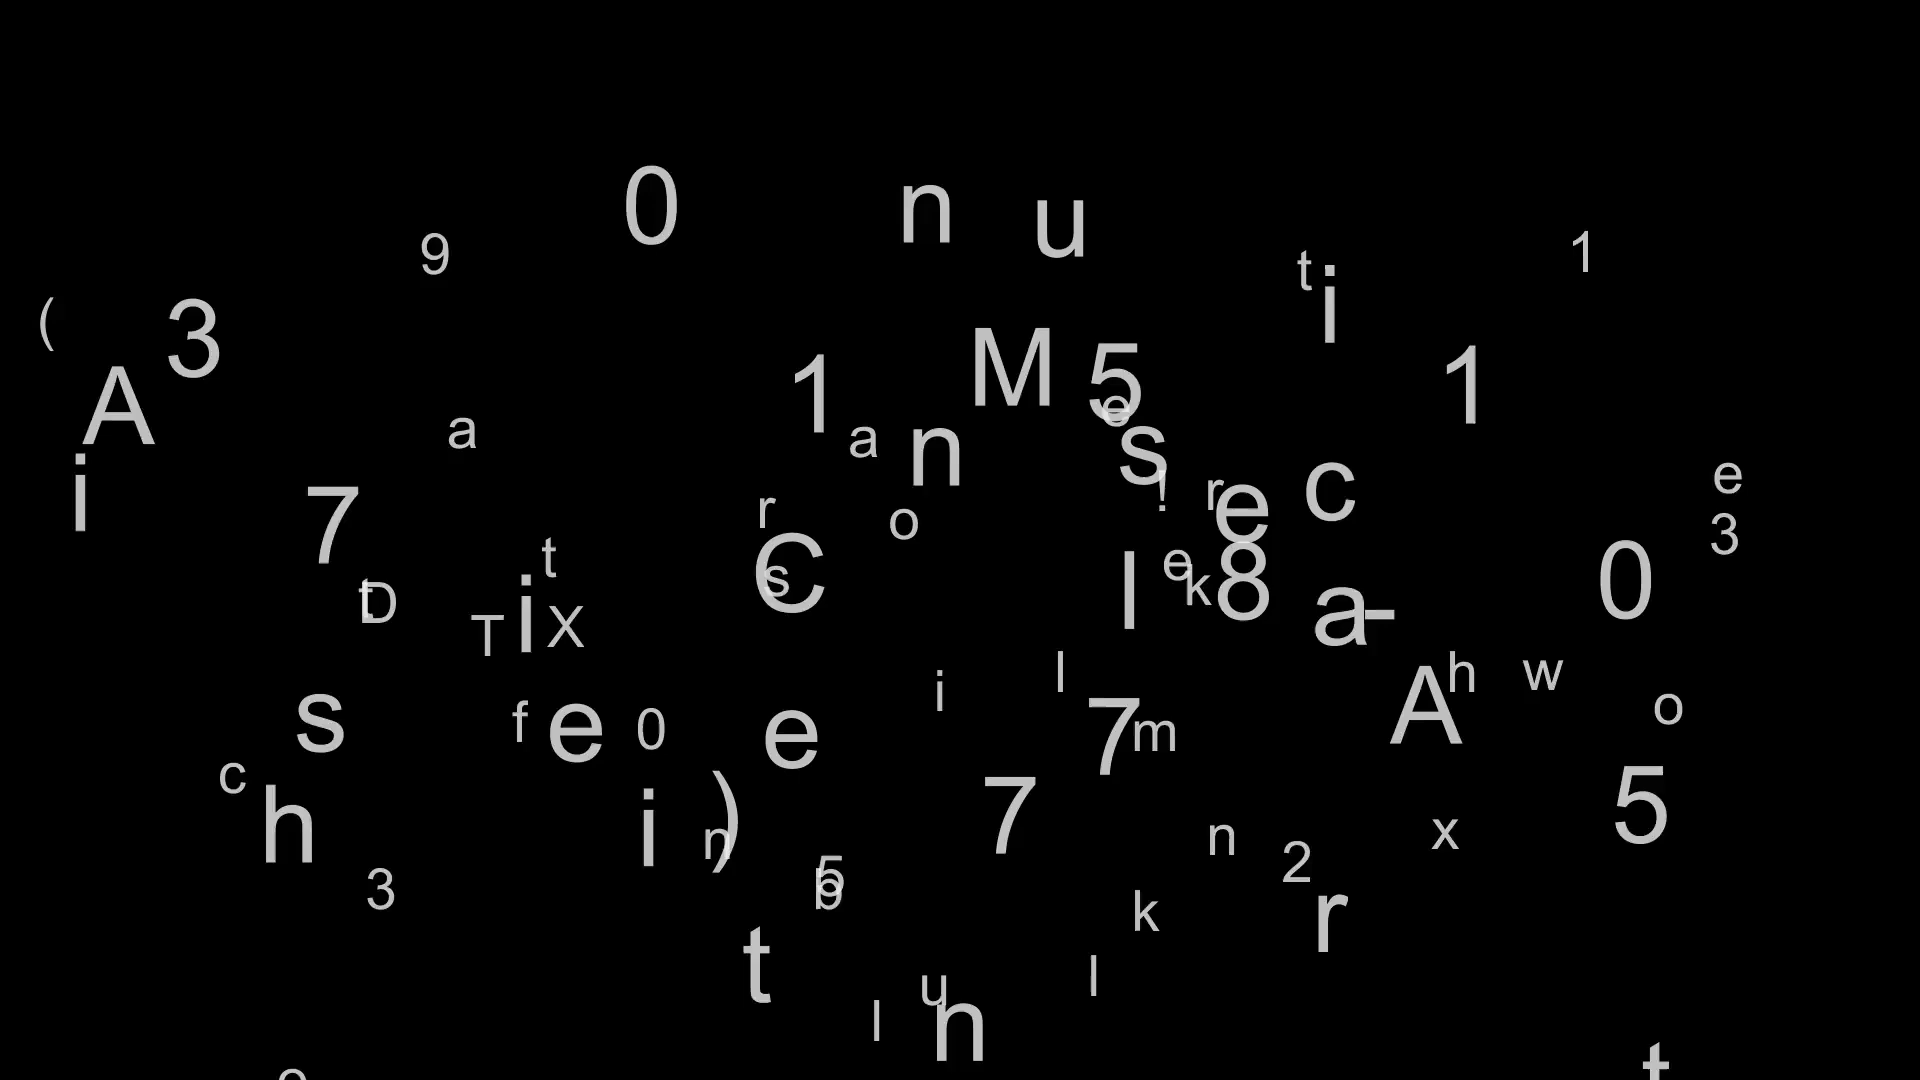 0 n u
9 t i 1
( 3
A 1 M 5 1
a a n e s
i 7 r o ! r e c e
3
t D t C s l e k 8 0
T i X a -
s f e 0 e i l 7 m A h w o
c h i ) n 7 n 2 x 5
3 5 b k r
t u l
l h
t